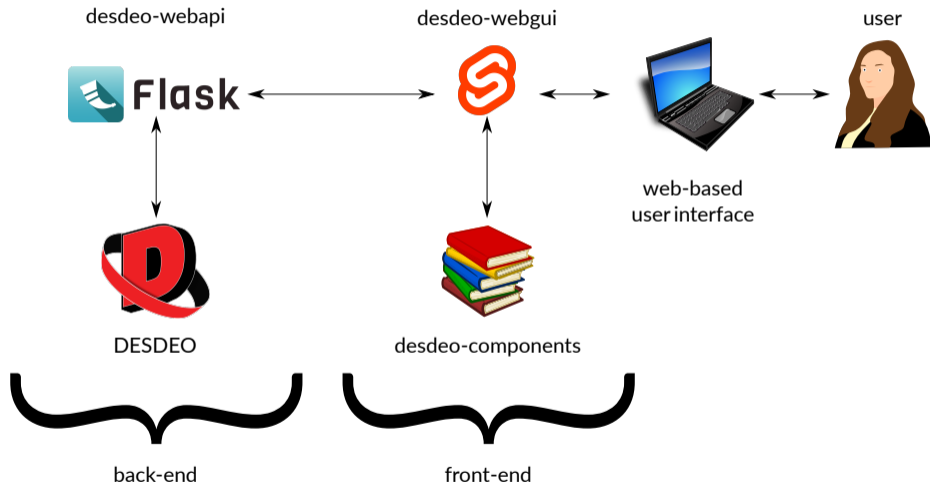 desdeo-webapi
desdeo-webgui
user
Flask
web-based
user interface
DESDEO
desdeo-components
back-end
front-end